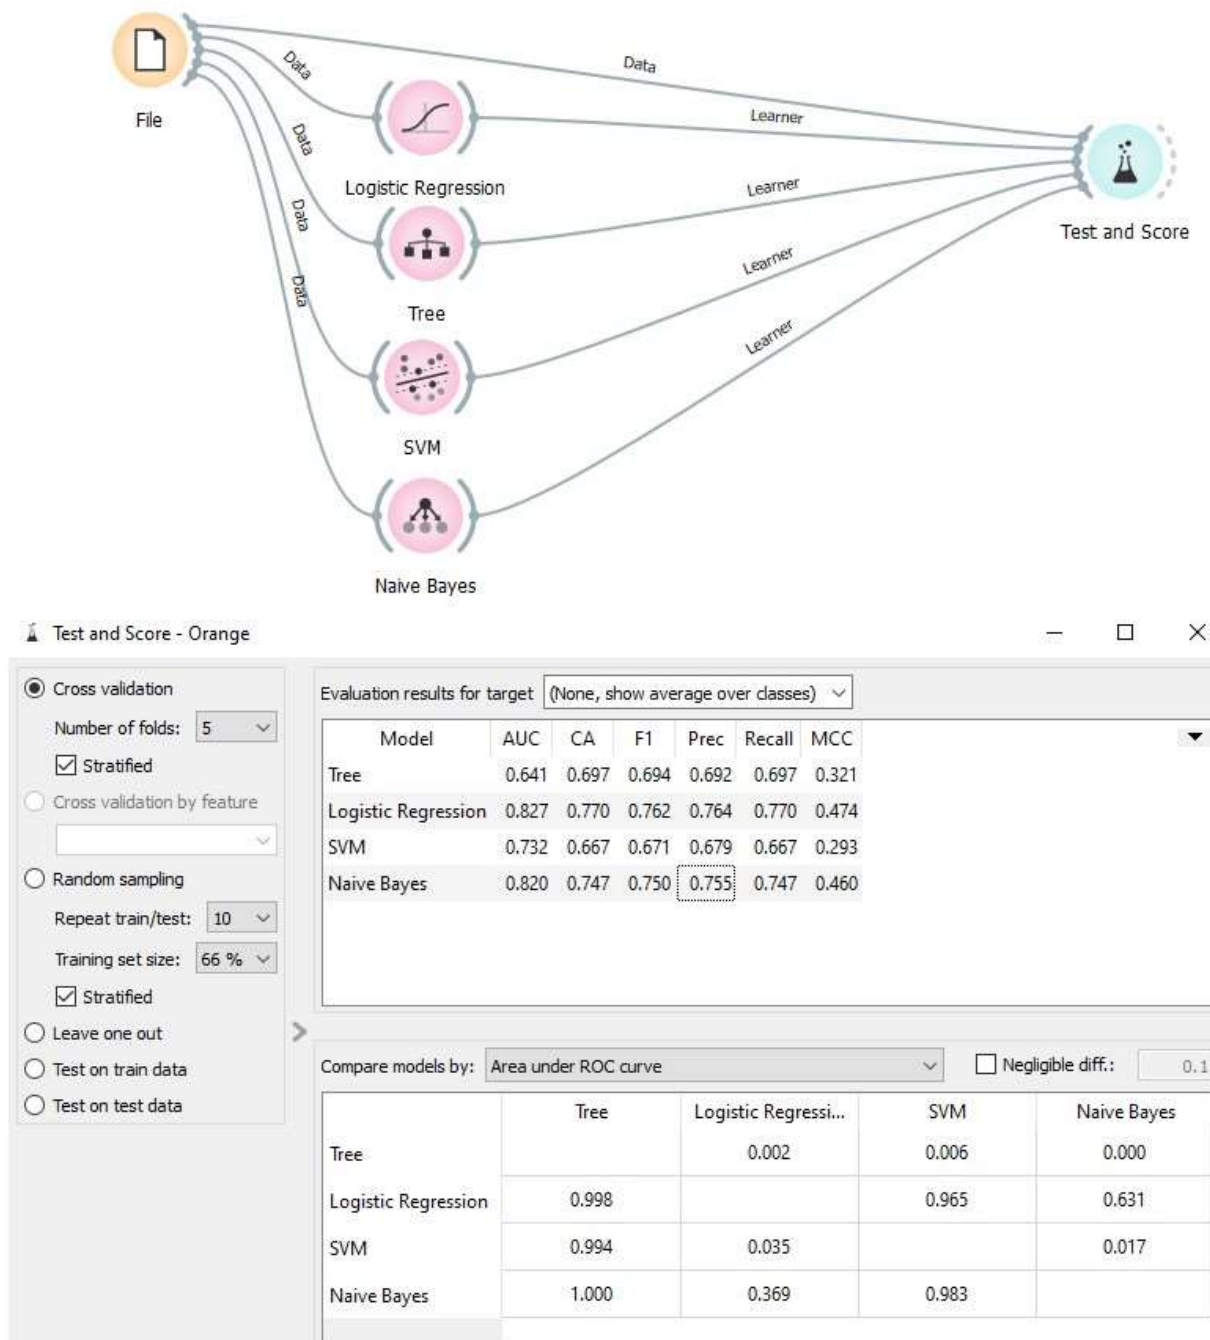 Data
Data
File
Learner
Data
Logistic Regression
Learner
Test and Score
Data
Learner
Data
Tree
Learner
SVM
Naive Bayes
Test and Score - Orange
Cross validation
Number of folds: 5
Stratified
Cross validation by feature
Random sampling
Repeat train/test: 10
Training set size: 66 %
Stratified
Leave one out
Test on train data
Test on test data
Evaluation results for target (None, show average over classes)
Model AUC CA F1 Prec Recall MCC
Tree 0.641 0.697 0.694 0.692 0.697 0.321
Logistic Regression 0.827 0.770 0.762 0.764 0.770 0.474
SVM 0.732 0.667 0.671 0.679 0.667 0.293
Naive Bayes 0.820 0.747 0.750 0.755 0.747 0.460
Compare models by: Area under ROC curve Negligible diff.: 0.1
Tree Logistic Regressi... SVM Naive Bayes
Tree 0.002 0.006 0.000
Logistic Regression 0.998 0.965 0.631
SVM 0.994 0.035 0.017
Naive Bayes 1.000 0.369 0.983